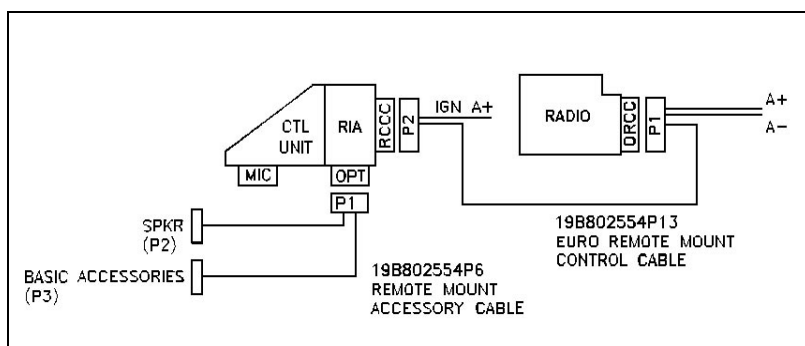 CTL
UNIT
RIA
RCCC
P2
IGN A+
RADIO
ORCC
P1
A+
A-
MIC
OPT
P1
SPKR
(P2)
BASIC ACCESSORIES
(P3)
19B802554P6
REMOTE MOUNT
ACCESSORY CABLE
19B802554P13
EURO REMOTE MOUNT
CONTROL CABLE